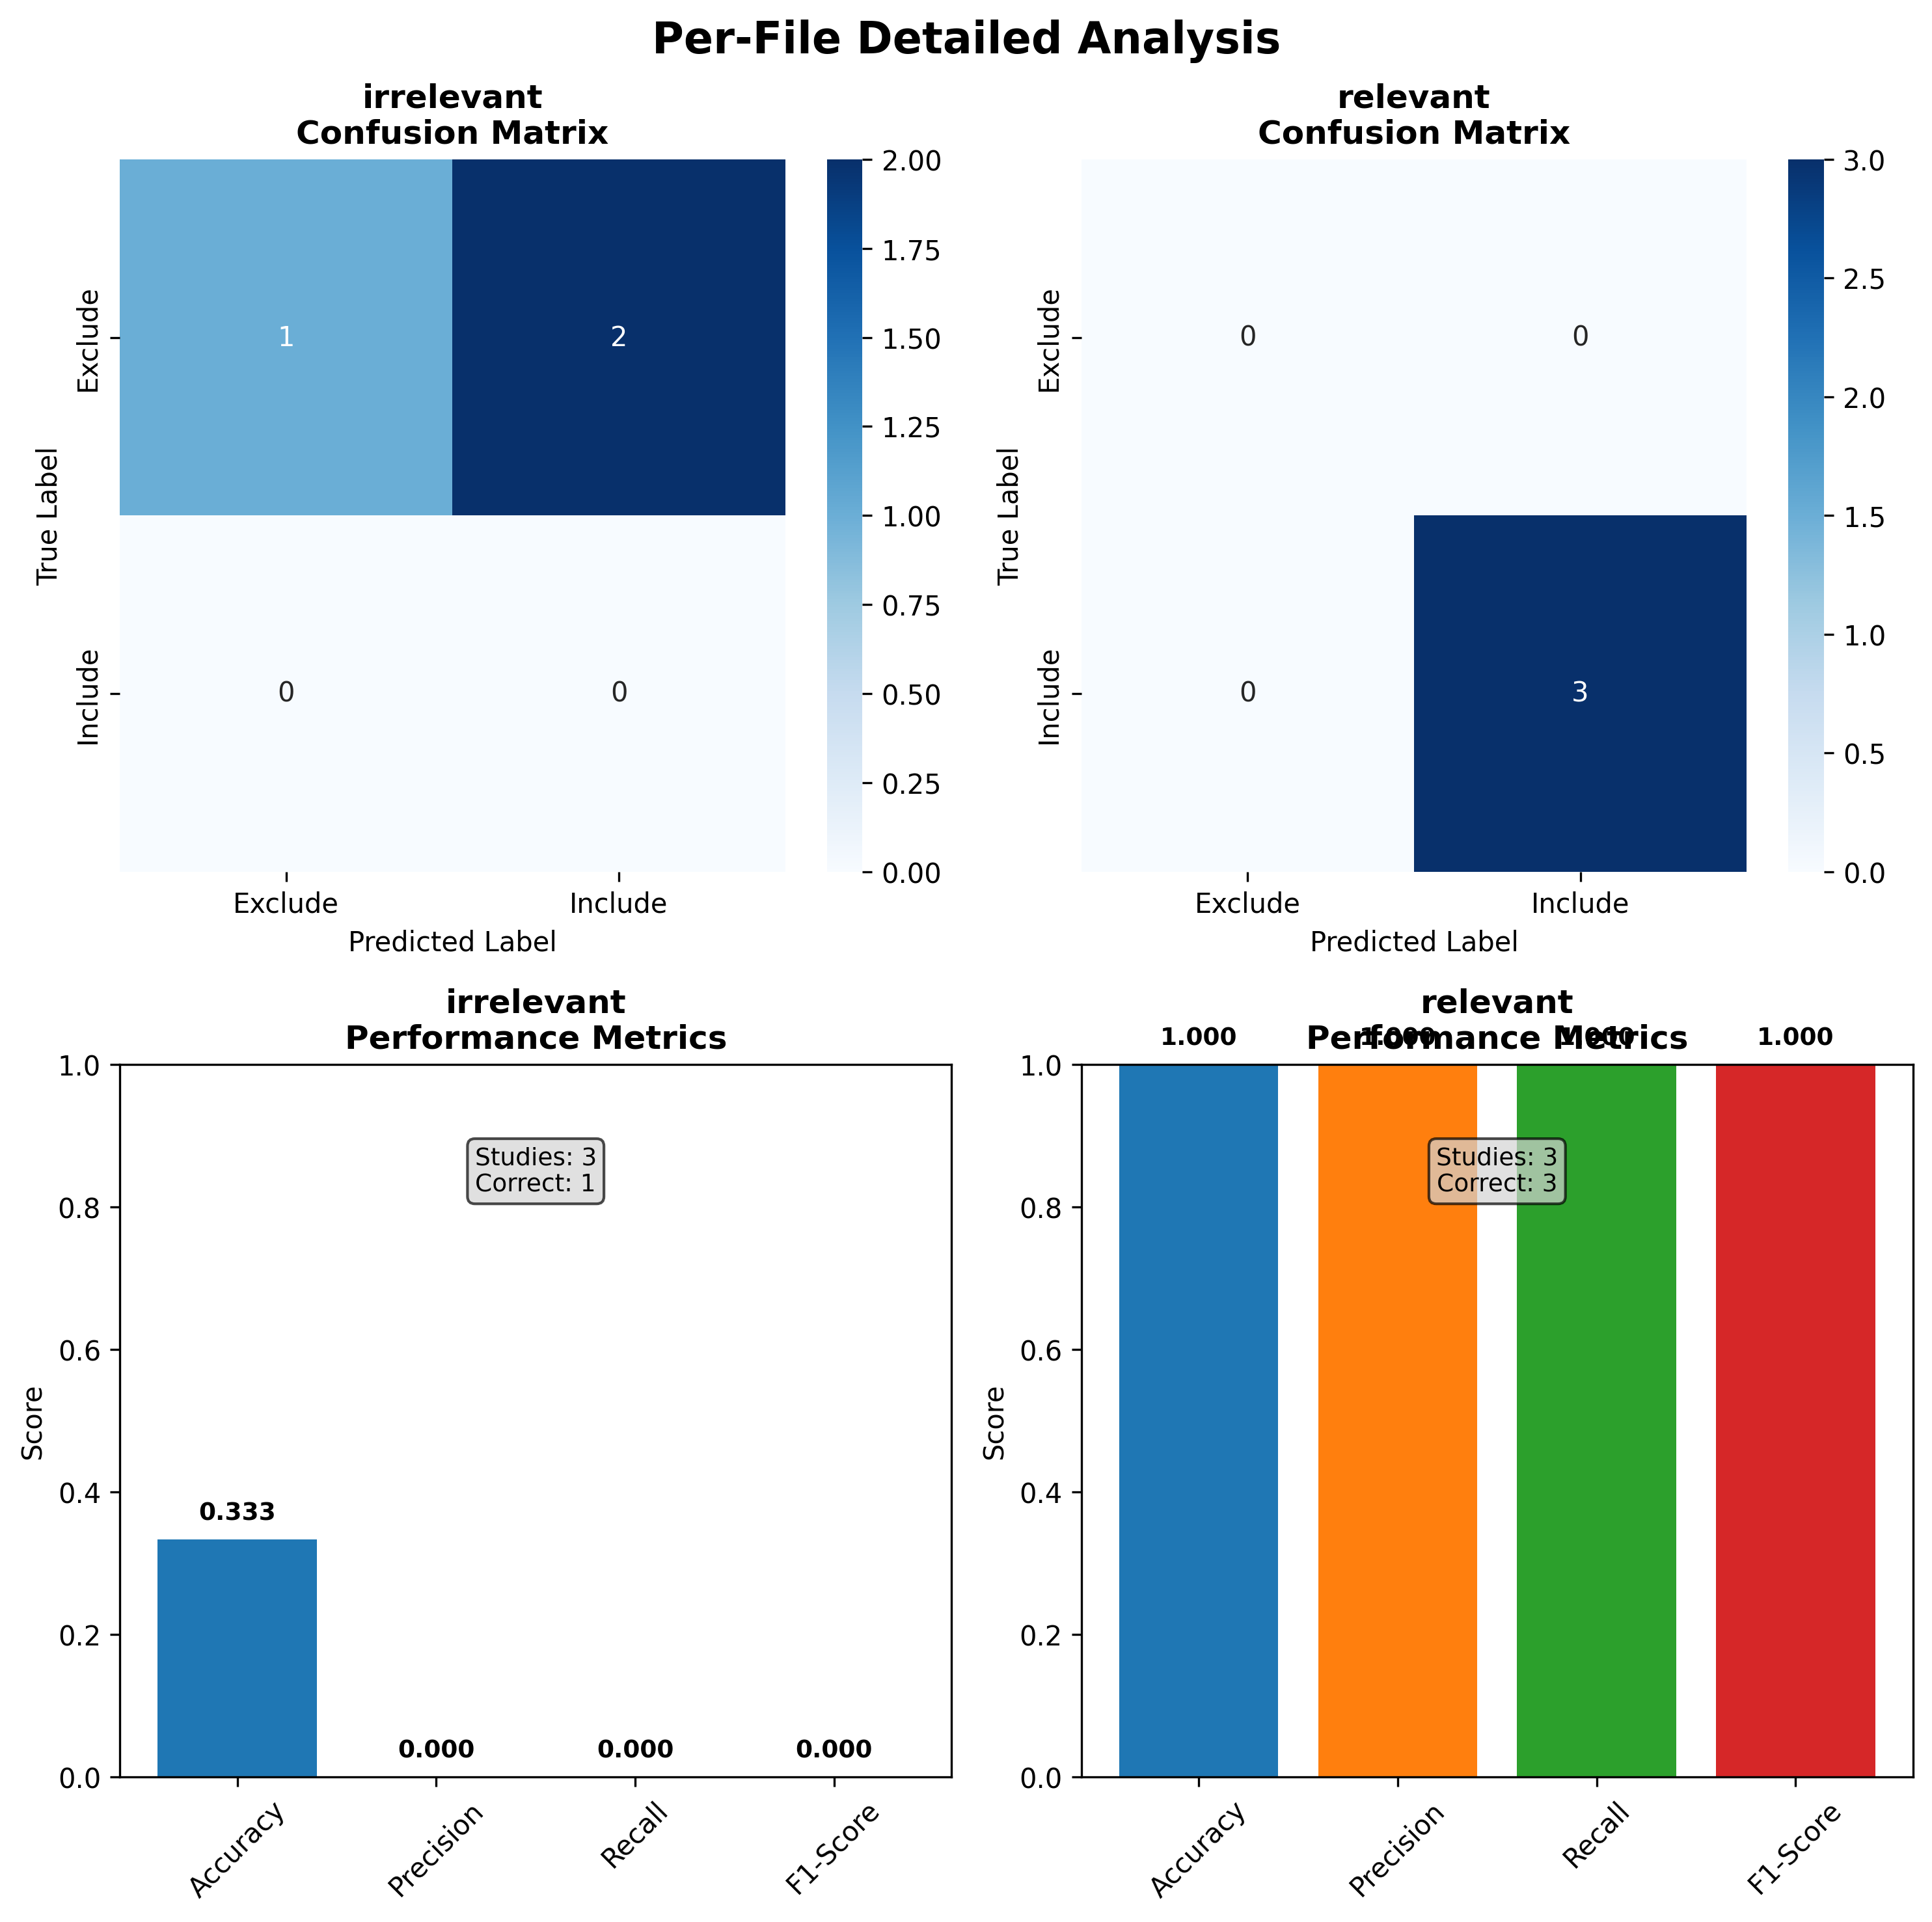 Per-File Detailed Analysis
irrelevant
Confusion Matrix
True Label
Exclude
Include
1
2
0
0
Exclude
Include
Predicted Label
2.00
1.75
1.50
1.25
1.00
0.75
0.50
0.25
0.00
relevant
Confusion Matrix
True Label
Exclude
Include
0
0
0
3
Exclude
Include
Predicted Label
3.0
2.5
2.0
1.5
1.0
0.5
0.0
irrelevant
Performance Metrics
Score
1.0
0.8
0.6
0.4
0.2
0.0
Studies: 3
Correct: 1
0.333
0.000
0.000
0.000
Accuracy
Precision
Recall
F1-Score
relevant
Performance Metrics
1.000
1.000
1.000
1.000
Score
1.0
0.8
0.6
0.4
0.2
0.0
Studies: 3
Correct: 3
Accuracy
Precision
Recall
F1-Score